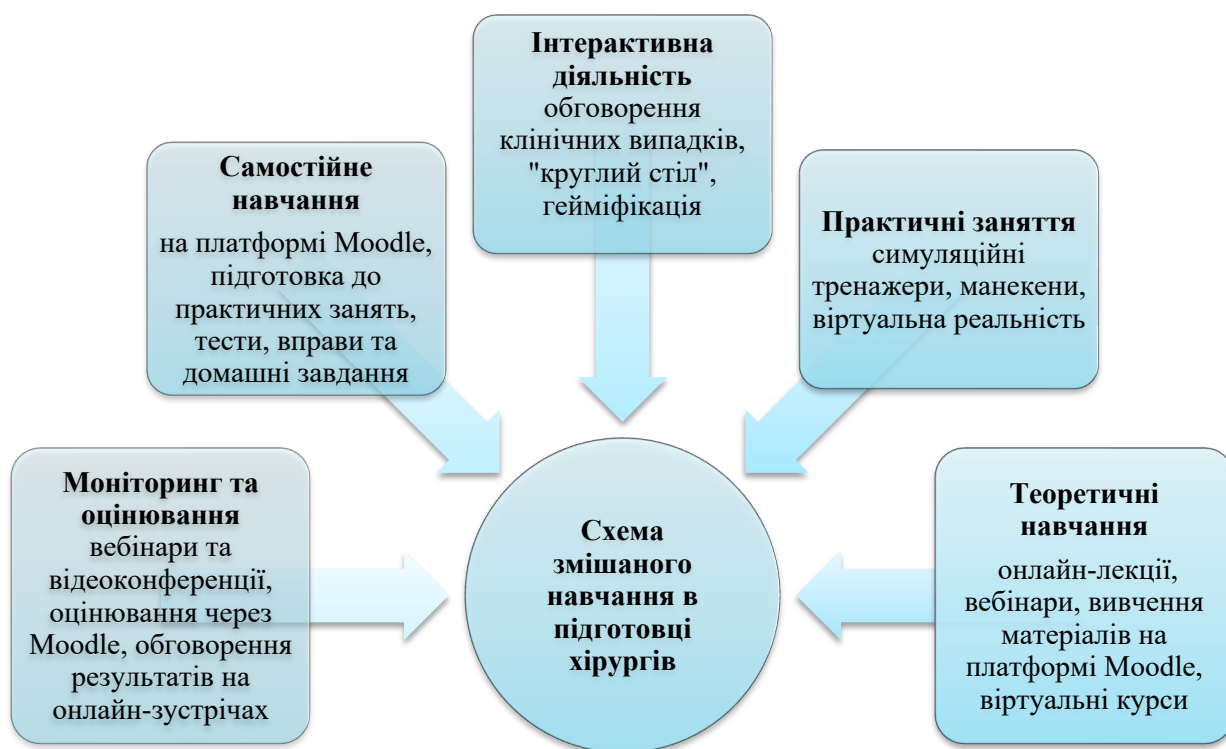 Інтерактивна
діяльність
обговорення
клінічних випадків,
"круглий стіл",
гейміфікація
Самостійне
навчання
на платформі Moodle,
підготовка до
практичних занять,
тести, вправи та
домашні завдання
Практичні заняття
симуляційні
тренажери, манекени,
віртуальна реальність
Моніторинг та
оцінювання
вебінари та
відеоконференції,
оцінювання через
Moodle, обговорення
результатів на
онлайн-зустрічах
Схема
змішаного
навчання в
підготовці
хірургів
Теоретичні
навчання
онлайн-лекції,
вебінари, вивчення
матеріалів на
платформі Moodle,
віртуальні курси